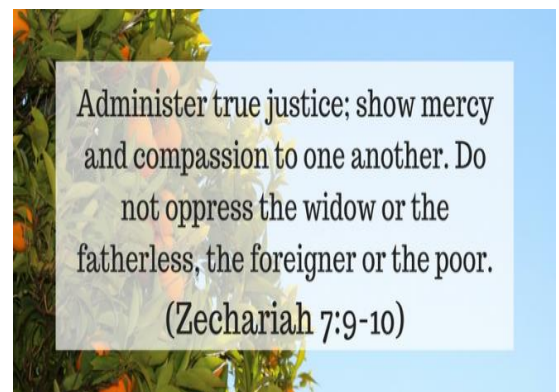 Administer true justice; show mercy
and compassion to one another. Do
not oppress the widow or the
fatherless, the foreigner or the poor.
(Zechariah 7:9-10)